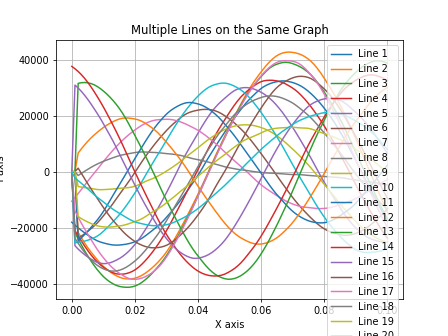 Multiple Lines on the Same Graph
40000
20000
0
−20000
−40000
0.00
0.02
0.04
0.06
0.08
X axis
Line 1
Line 2
Line 3
Line 4
Line 5
Line 6
Line 7
Line 8
Line 9
Line 10
Line 11
Line 12
Line 13
Line 14
Line 15
Line 16
Line 17
Line 18
Line 19